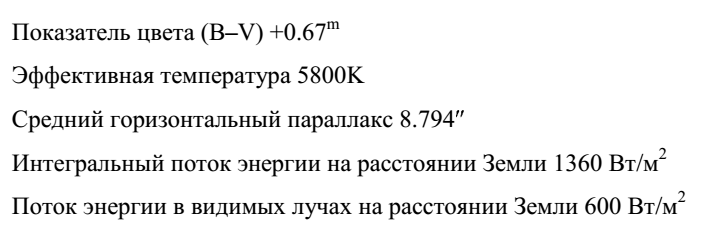 Показатель цвета (B–V) +0.67ᵐ
Эффективная температура 5800K
Средний горизонтальный параллакс 8.794″
Интегральный поток энергии на расстоянии Земли 1360 Вт/м²
Поток энергии в видимых лучах на расстоянии Земли 600 Вт/м²